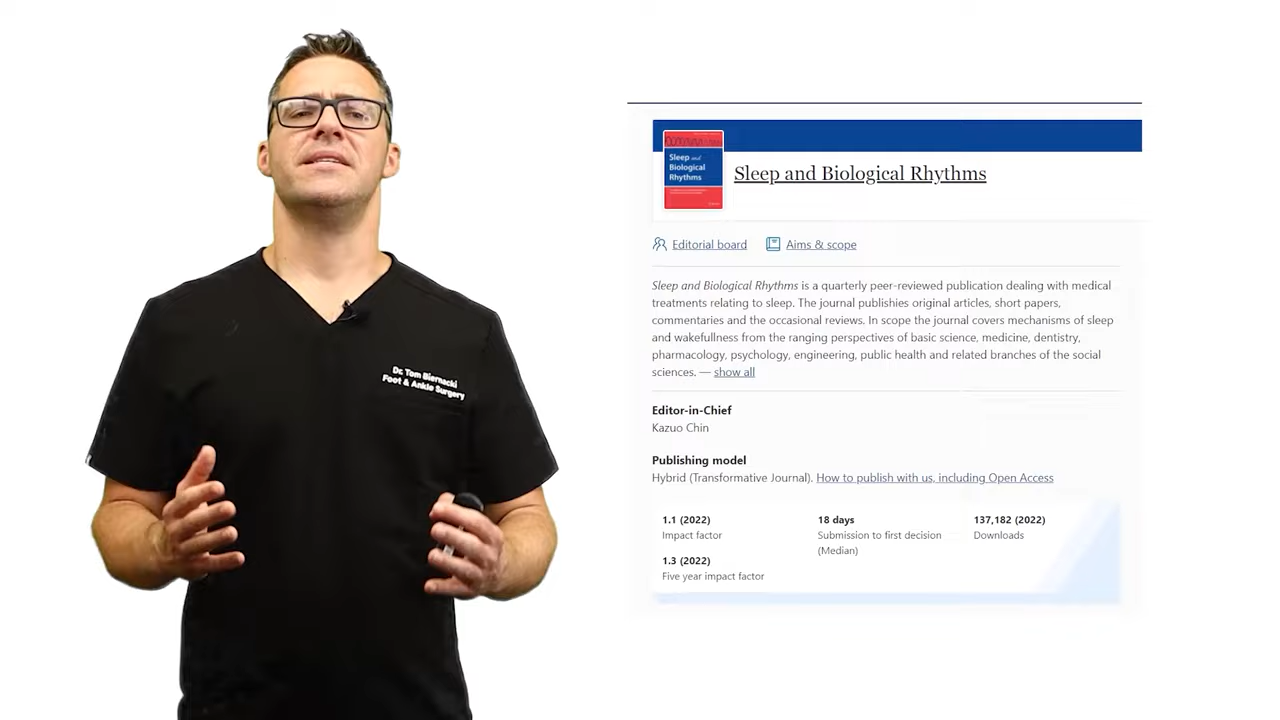 Dr. Tom Biernacki
Foot & Ankle Surgery
Sleep and
Biological
Rhythms
Sleep and Biological Rhythms
Editorial board
Aims & scope
Sleep and Biological Rhythms is a quarterly peer-reviewed publication dealing with medical
treatments relating to sleep. The journal publishies original articles, short papers,
commentaries and the occasional reviews. In scope the journal covers mechanisms of sleep
and wakefullness from the ranging perspectives of basic science, medicine, dentistry,
pharmacology, psychology, engineering, public health and related branches of the social
sciences. — show all
Editor-in-Chief
Kazuo Chin
Publishing model
Hybrid (Transformative Journal). How to publish with us, including Open Access
1.1 (2022)
Impact factor
18 days
Submission to first decision
(Median)
137,182 (2022)
Downloads
1.3 (2022)
Five year impact factor